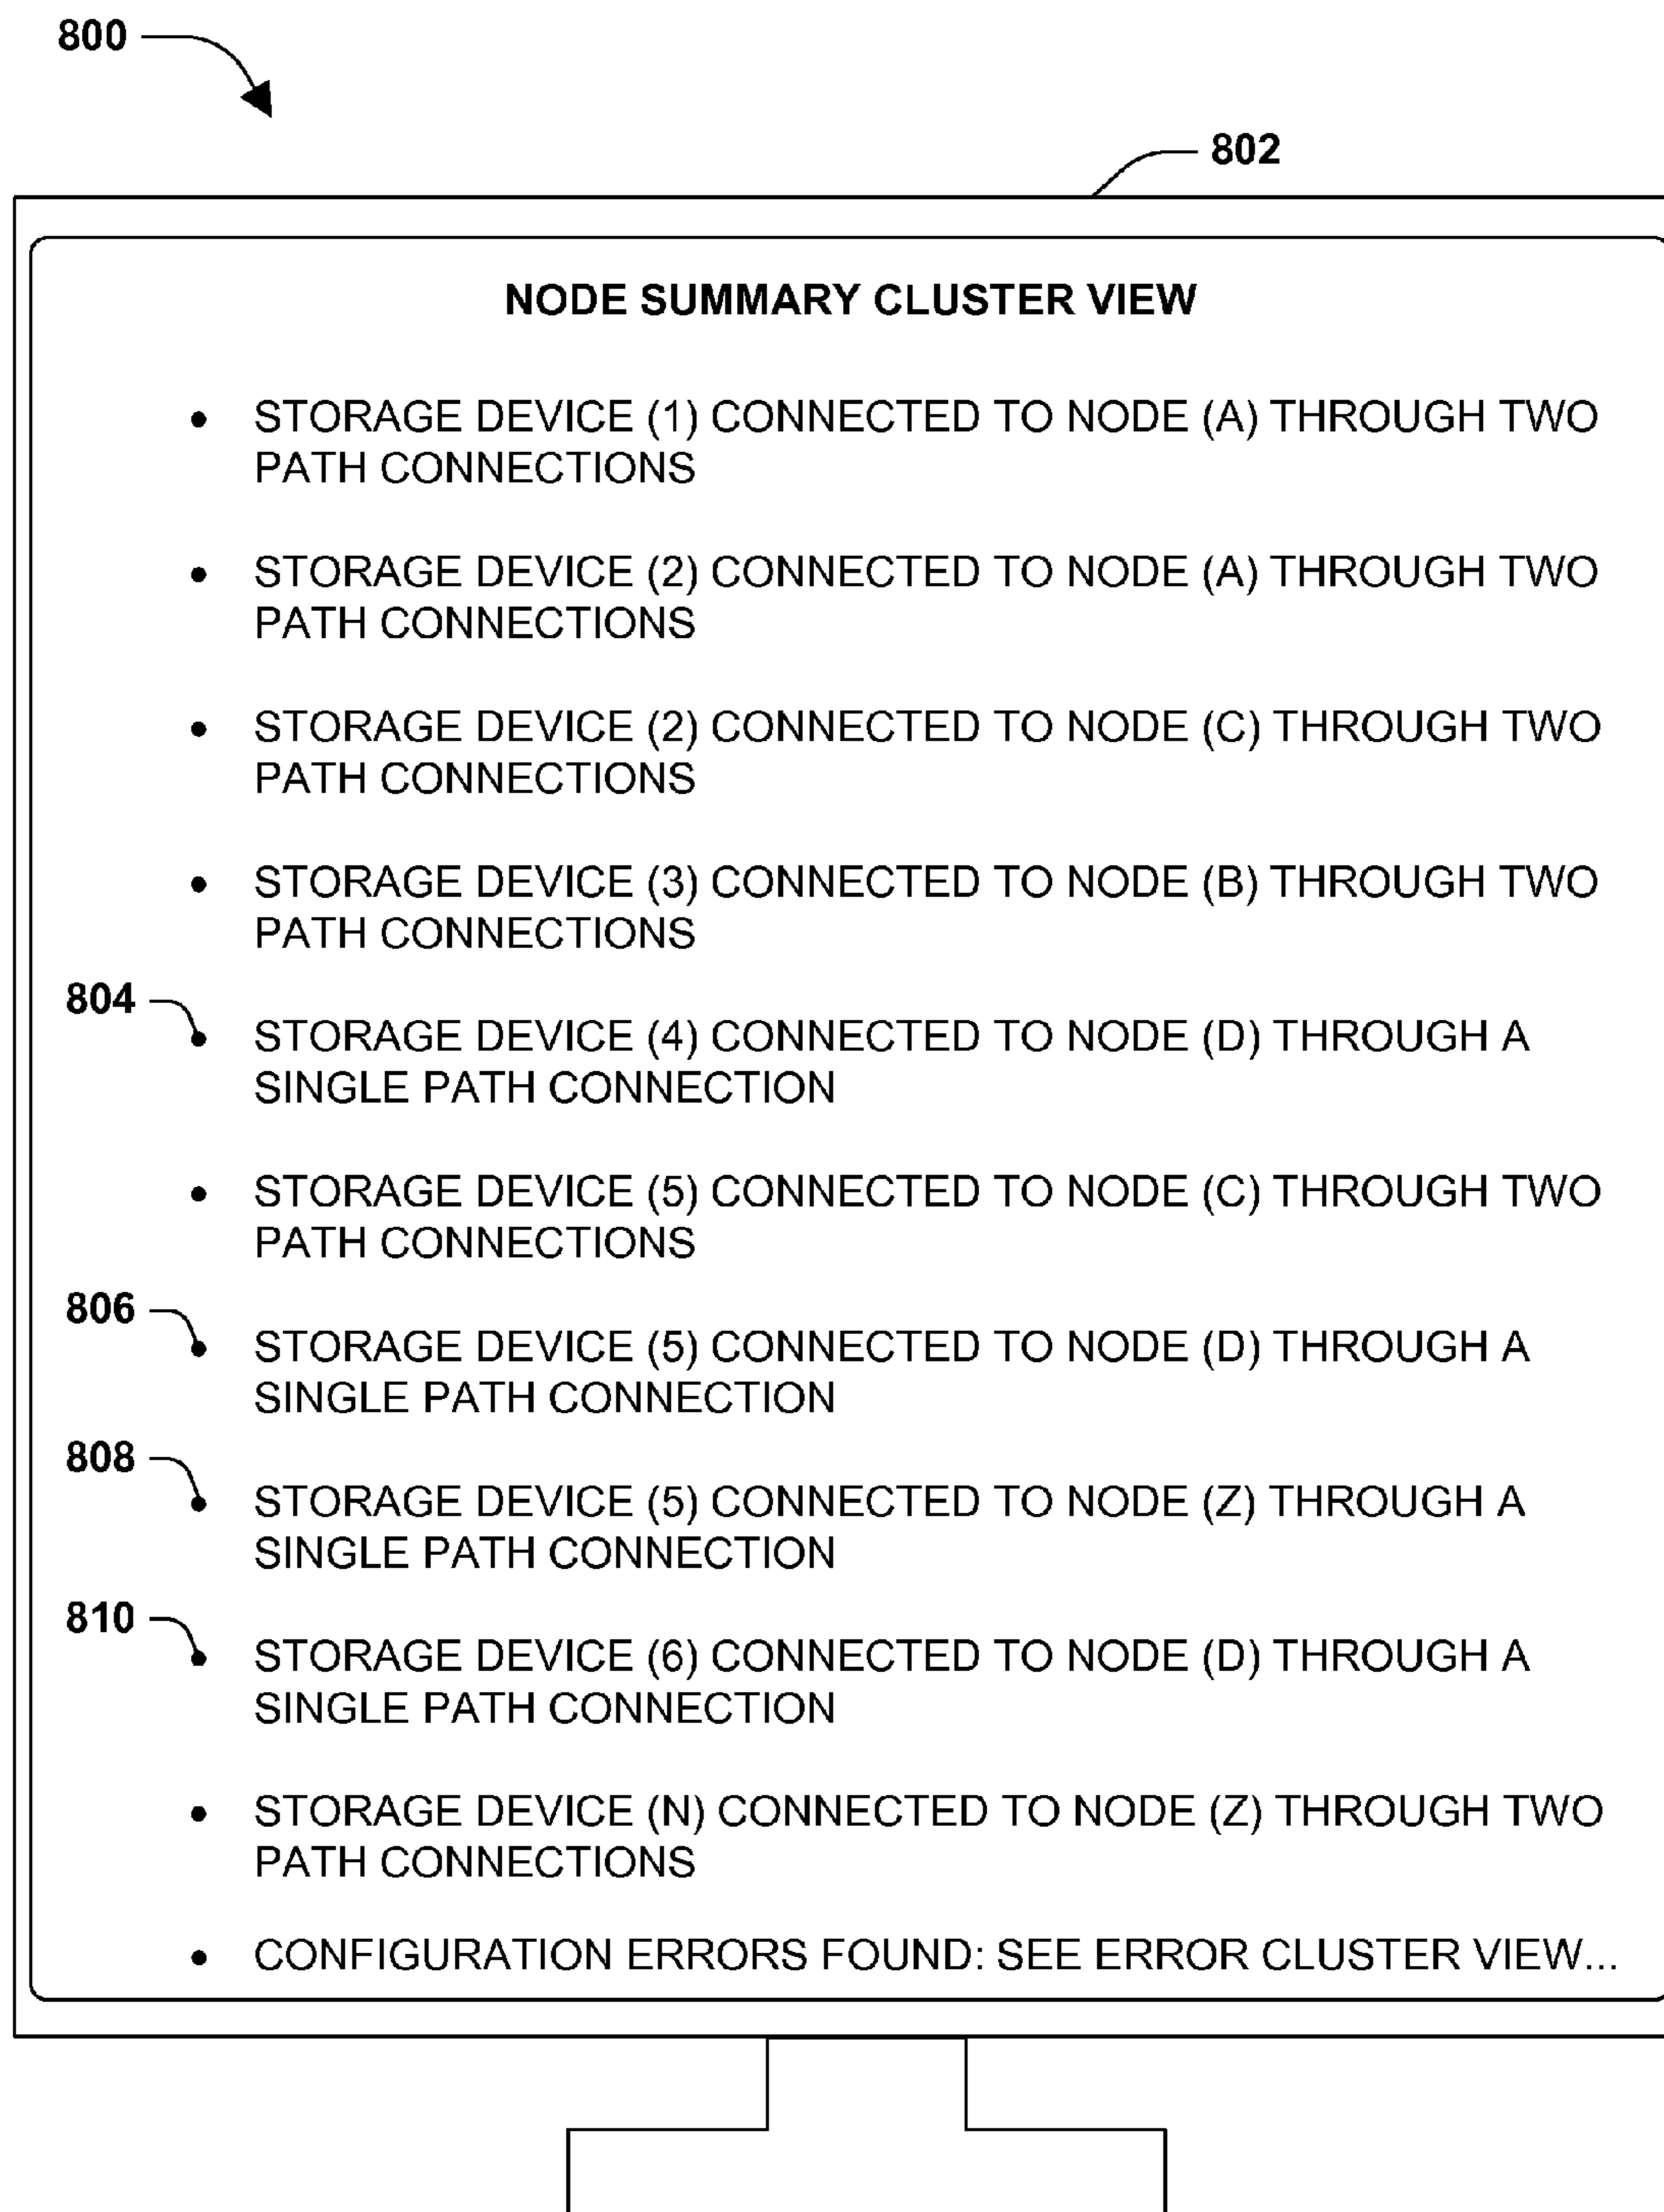 800
802
NODE SUMMARY CLUSTER VIEW
• STORAGE DEVICE (1) CONNECTED TO NODE (A) THROUGH TWO
PATH CONNECTIONS
• STORAGE DEVICE (2) CONNECTED TO NODE (A) THROUGH TWO
PATH CONNECTIONS
• STORAGE DEVICE (2) CONNECTED TO NODE (C) THROUGH TWO
PATH CONNECTIONS
• STORAGE DEVICE (3) CONNECTED TO NODE (B) THROUGH TWO
PATH CONNECTIONS
804
• STORAGE DEVICE (4) CONNECTED TO NODE (D) THROUGH A
SINGLE PATH CONNECTION
• STORAGE DEVICE (5) CONNECTED TO NODE (C) THROUGH TWO
PATH CONNECTIONS
806
• STORAGE DEVICE (5) CONNECTED TO NODE (D) THROUGH A
SINGLE PATH CONNECTION
808
• STORAGE DEVICE (5) CONNECTED TO NODE (Z) THROUGH A
SINGLE PATH CONNECTION
810
• STORAGE DEVICE (6) CONNECTED TO NODE (D) THROUGH A
SINGLE PATH CONNECTION
• STORAGE DEVICE (N) CONNECTED TO NODE (Z) THROUGH TWO
PATH CONNECTIONS
• CONFIGURATION ERRORS FOUND: SEE ERROR CLUSTER VIEW...